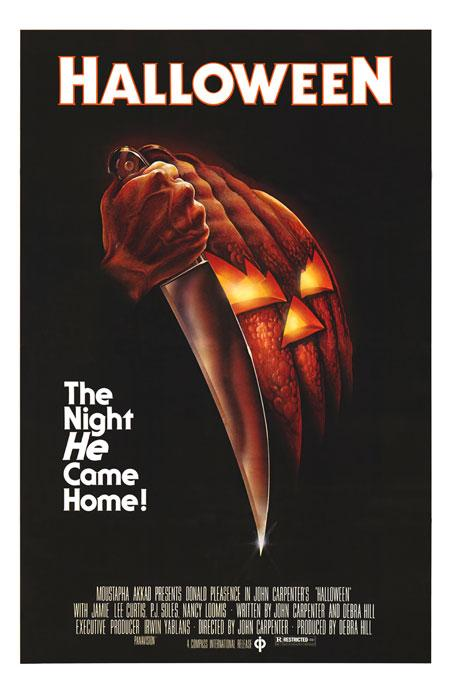 HALLOWEEN
The
Night
He
Came
Home!
MOUSTAPHA AKKAD PRESENTS DONALD PLEASENCE IN JOHN CARPENTER'S "HALLOWEEN"
WITH JAMIE LEE CURTIS, P.J. SOLES, NANCY LOOMIS · WRITTEN BY JOHN CARPENTER AND DEBRA HILL
EXECUTIVE PRODUCER IRWIN YABLANS · DIRECTED BY JOHN CARPENTER · PRODUCED BY DEBRA HILL
PANAVISION
A COMPASS INTERNATIONAL RELEASE
R RESTRICTED